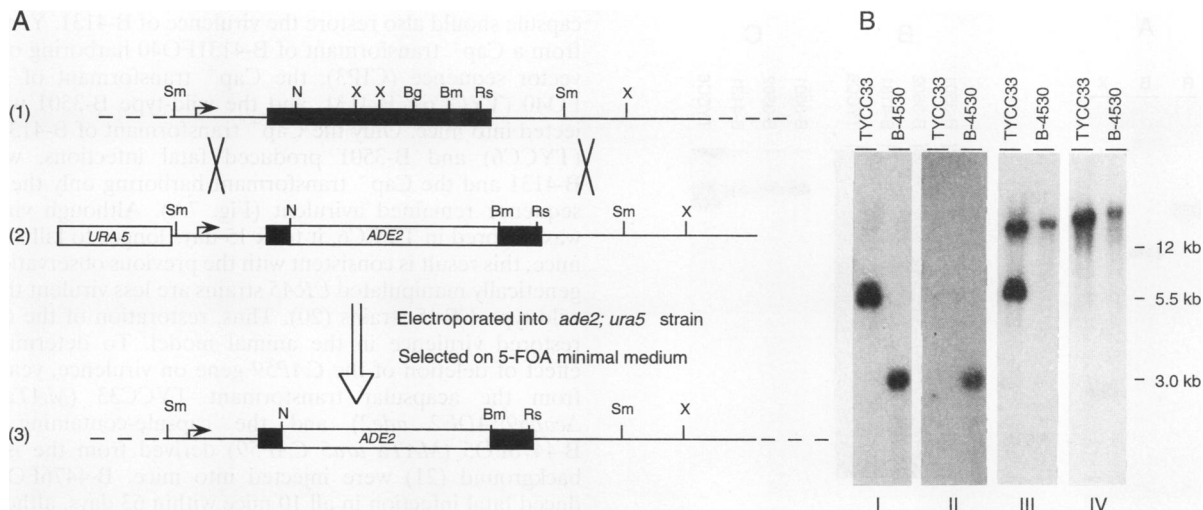 A
B
Sm N X X Bg Bm Rs Sm X
(1)
Sm N Bm Rs Sm X
(2) URA 5 ADE2
Electroporated into ade2; ura5 strain
Selected on 5-FOA minimal medium
Sm N Bm Rs Sm X
(3) ADE2
TYCC33 B-4530 TYCC33 B-4530 TYCC33 B-4530 TYCC33 B-4530
12 kb
5.5 kb
3.0 kb
I II III IV